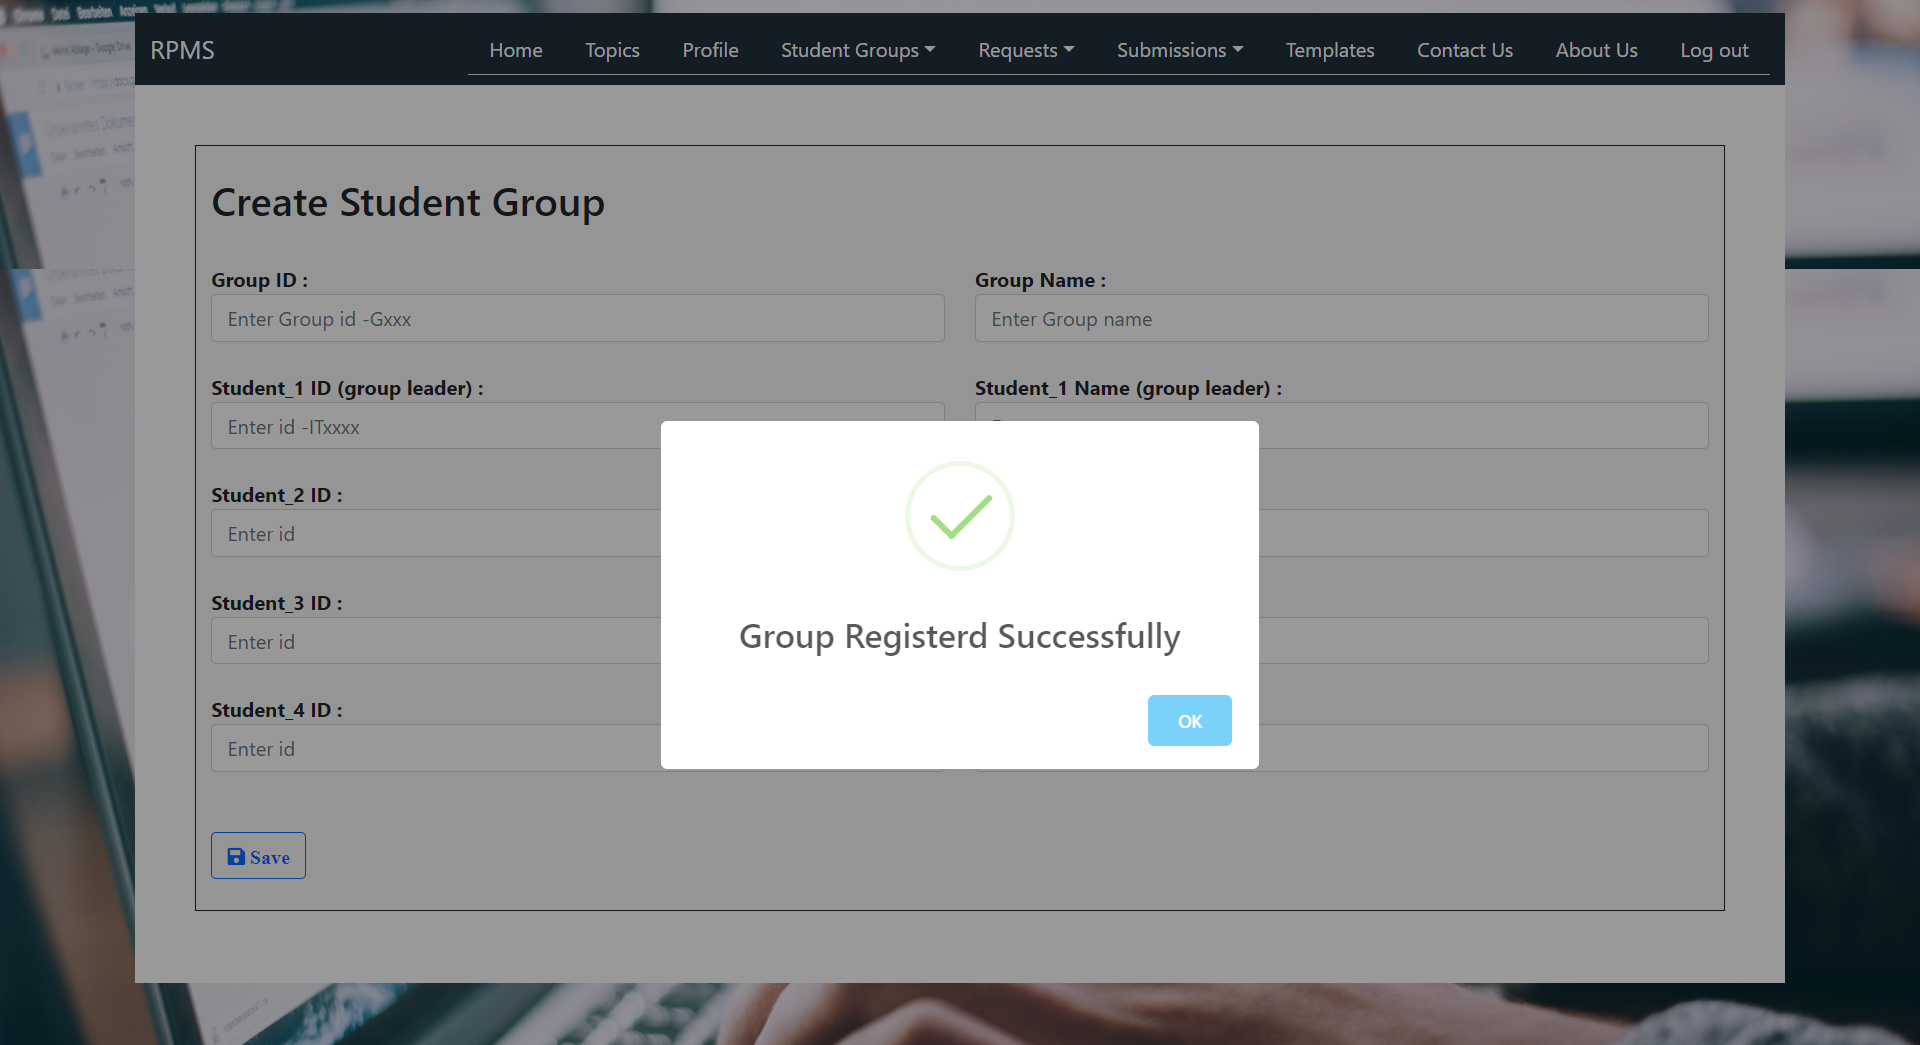 RPMS
Home Topics Profile Student Groups Requests Submissions Templates Contact Us About Us Log out
Create Student Group
Group ID : Group Name :
Enter Group id -Gxxx Enter Group name
Student_1 ID (group leader) : Student_1 Name (group leader) :
Enter id -ITxxxx
Student_2 ID :
Enter id
Student_3 ID :
Enter id
Student_4 ID :
Enter id
Group Registerd Successfully
OK
Save